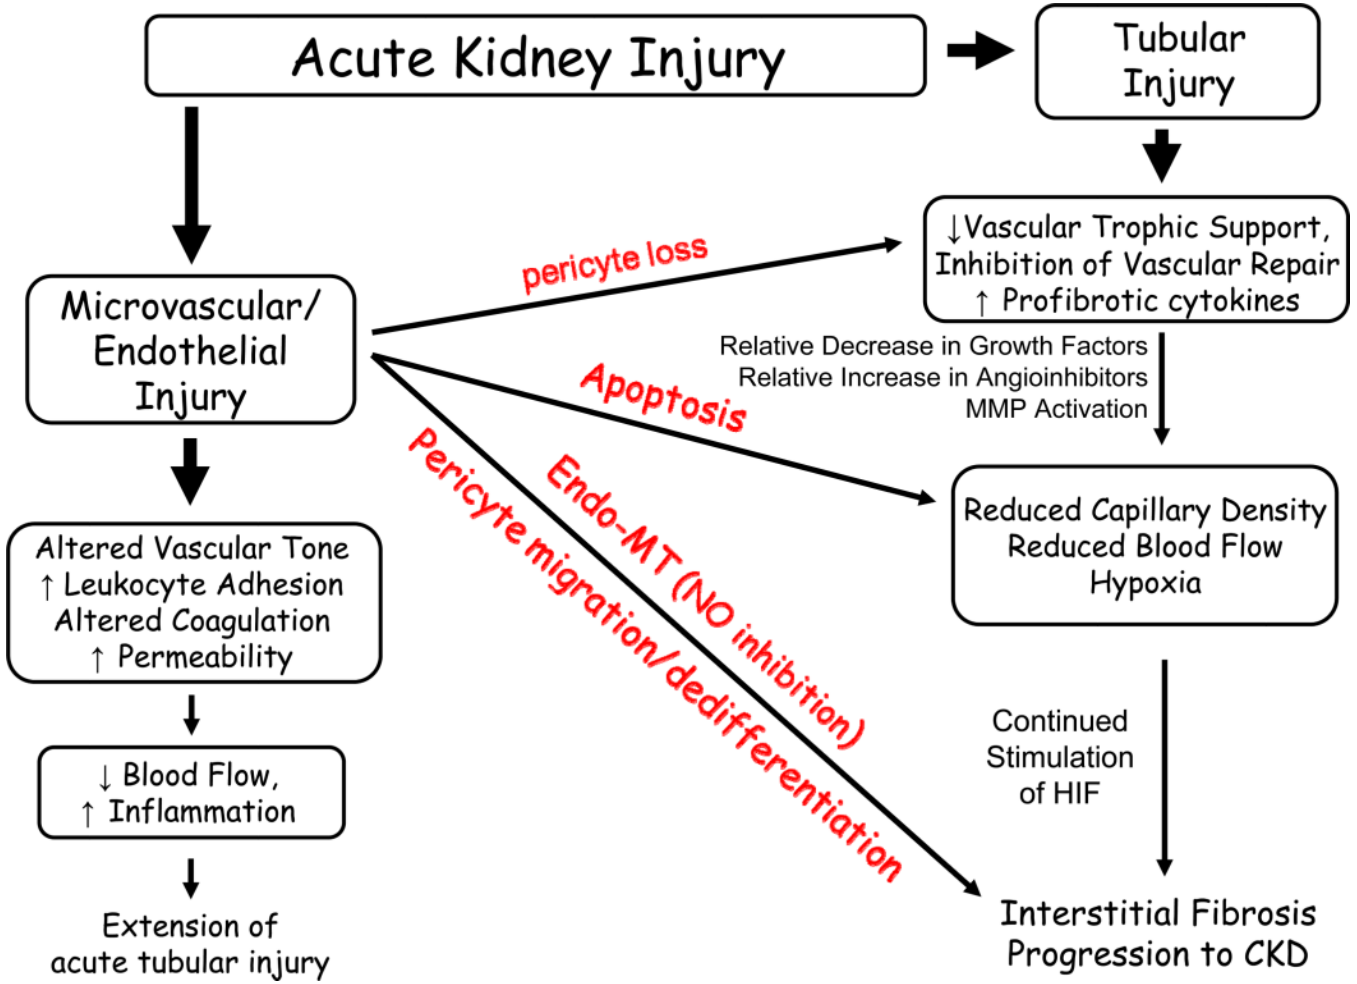 Acute Kidney Injury
Tubular
Injury
Microvascular/
Endothelial
Injury
Altered Vascular Tone
↑ Leukocyte Adhesion
Altered Coagulation
↑ Permeability
↓ Blood Flow,
↑ Inflammation
Extension of
acute tubular injury
pericyte loss
Apoptosis
Endo-MT (NO inhibition)
Pericyte migration/dedifferentiation
↓Vascular Trophic Support,
Inhibition of Vascular Repair
↑ Profibrotic cytokines
Relative Decrease in Growth Factors
Relative Increase in Angioinhibitors
MMP Activation
Reduced Capillary Density
Reduced Blood Flow
Hypoxia
Continued
Stimulation
of HIF
Interstitial Fibrosis
Progression to CKD